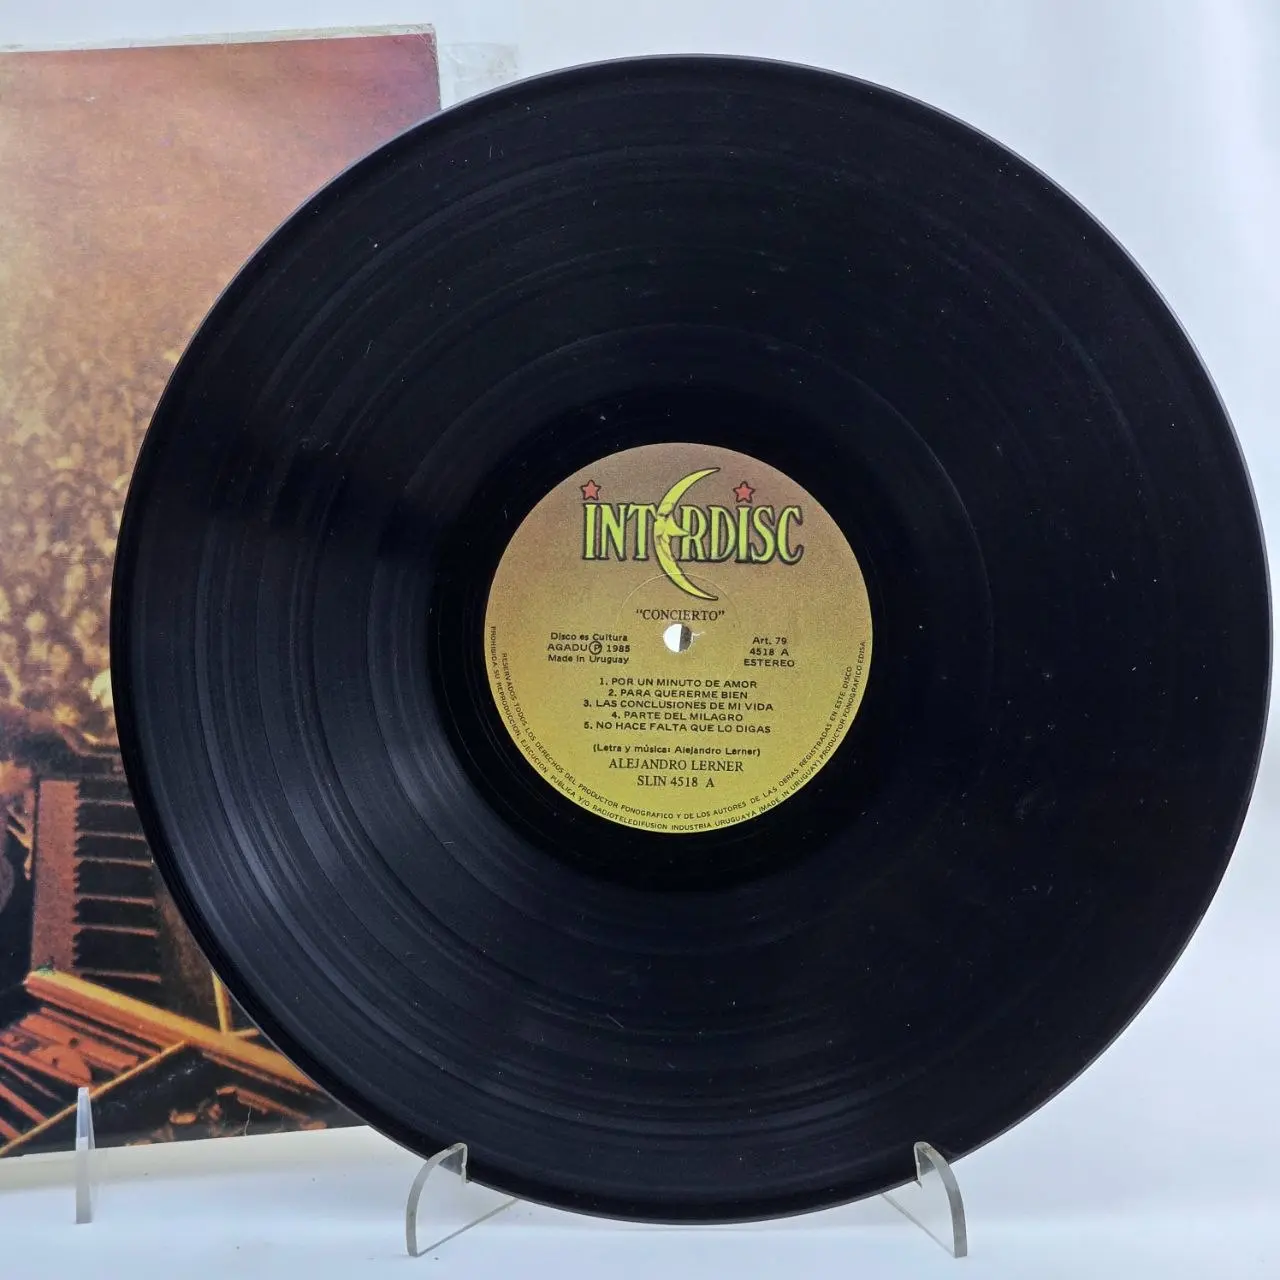 INTERDISC
"CONCIERTO"
Disco es Cultura
AGADU Ⓟ 1985
Made in Uruguay
Art. 79
4518 A
ESTEREO
1. POR UN MINUTO DE AMOR
2. PARA QUERERME BIEN
3. LAS CONCLUSIONES DE MI VIDA
4. PARTE DEL MILAGRO
5. NO HACE FALTA QUE LO DIGAS
(Letra y música: Alejandro Lerner)
ALEJANDRO LERNER
SLIN 4518 A
RESERVADOS TODOS LOS DERECHOS DEL PRODUCTOR FONOGRAFICO Y DE LOS AUTORES DE LAS OBRAS REGISTRADAS EN ESTE DISCO
PROHIBIDA SU REPRODUCCION, EJECUCION PUBLICA Y/O RADIOTELEDIFUSION INDUSTRIA URUGUAYA (MADE IN URUGUAY) PRODUCTOR FONOGRAFICO EDISA.